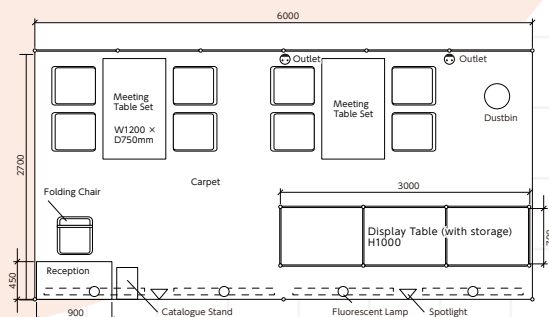 6000
Outlet
Outlet
Meeting
Table Set
W1200 ×
D750mm
Meeting
Table Set
Dustbin
2700
Carpet
Folding Chair
3000
Display Table (with storage)
H1000
Reception
450
900
Catalogue Stand
Fluorescent Lamp
Spotlight